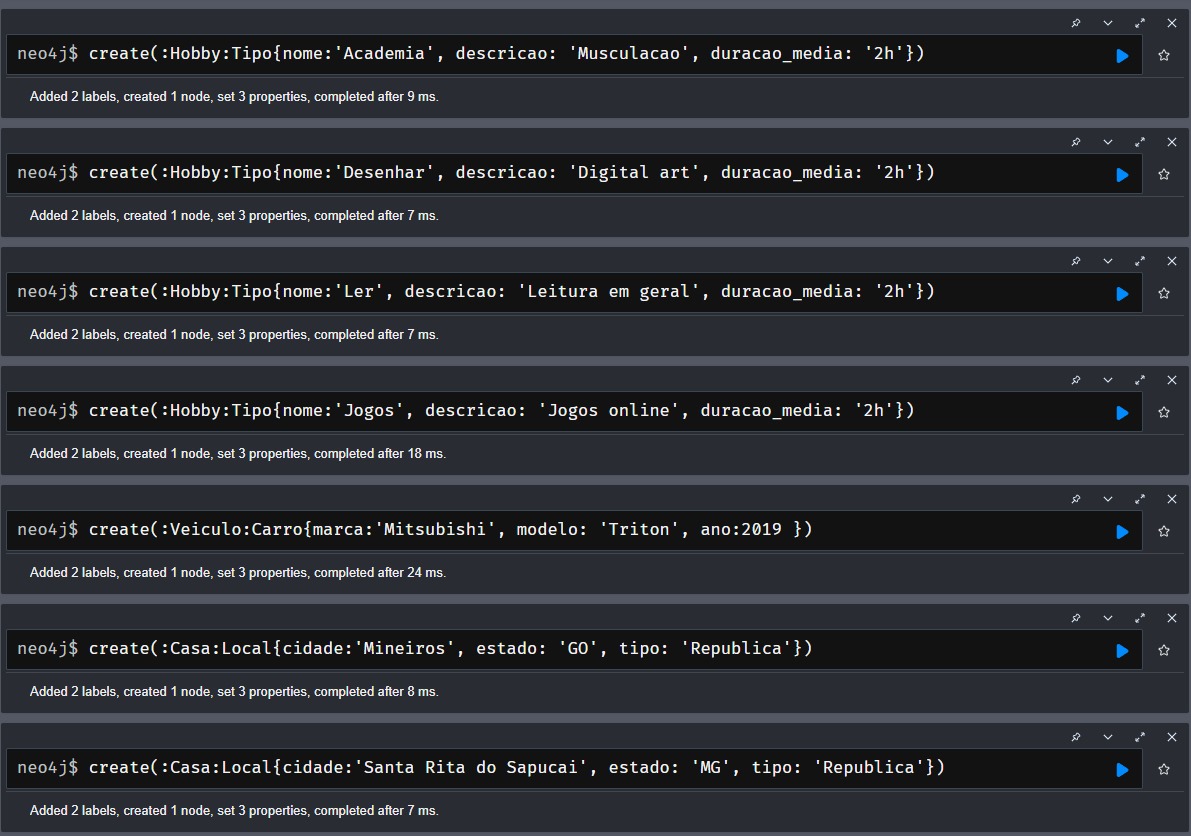 neo4j$ create(:Hobby:Tipo{nome:'Academia', descricao: 'Musculacao', duracao_media: '2h'})
Added 2 labels, created 1 node, set 3 properties, completed after 9 ms.
neo4j$ create(:Hobby:Tipo{nome:'Desenhar', descricao: 'Digital art', duracao_media: '2h'})
Added 2 labels, created 1 node, set 3 properties, completed after 7 ms.
neo4j$ create(:Hobby:Tipo{nome:'Ler', descricao: 'Leitura em geral', duracao_media: '2h'})
Added 2 labels, created 1 node, set 3 properties, completed after 7 ms.
neo4j$ create(:Hobby:Tipo{nome:'Jogos', descricao: 'Jogos online', duracao_media: '2h'})
Added 2 labels, created 1 node, set 3 properties, completed after 18 ms.
neo4j$ create(:Veiculo:Carro{marca:'Mitsubishi', modelo: 'Triton', ano:2019 })
Added 2 labels, created 1 node, set 3 properties, completed after 24 ms.
neo4j$ create(:Casa:Local{cidade:'Mineiros', estado: 'GO', tipo: 'Republica'})
Added 2 labels, created 1 node, set 3 properties, completed after 8 ms.
neo4j$ create(:Casa:Local{cidade:'Santa Rita do Sapucai', estado: 'MG', tipo: 'Republica'})
Added 2 labels, created 1 node, set 3 properties, completed after 7 ms.